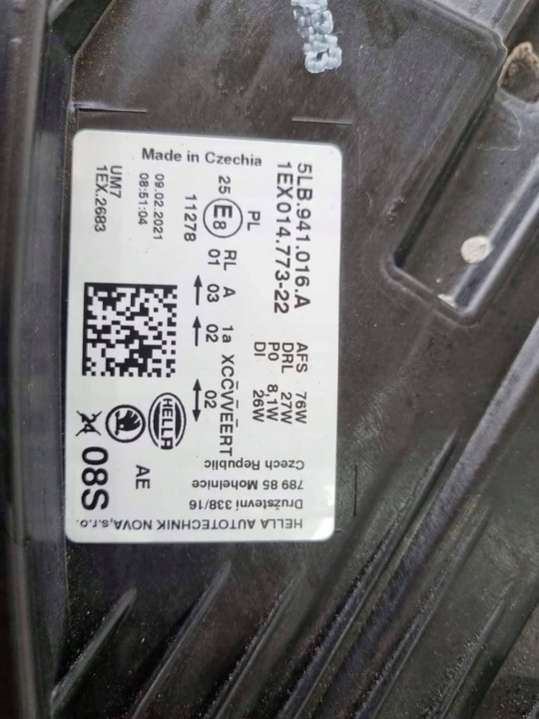 Made in Czechia
5LB.941.016.A
1EX014.773-22
AFS 76W
DRL 27W
PO 8,1W
DI 26W
PL
25 E8
11278
RL A 1a XCC̅V̅V̅EERT
01 03 02 02
09.02.2021
08:51:04
UM7
1EX.2683
HELLA
AE
08S
HELLA AUTOTECHNIK NOVA,s.r.o.
Družstevní 338/16
789 85 Mohelnice
Czech Republic